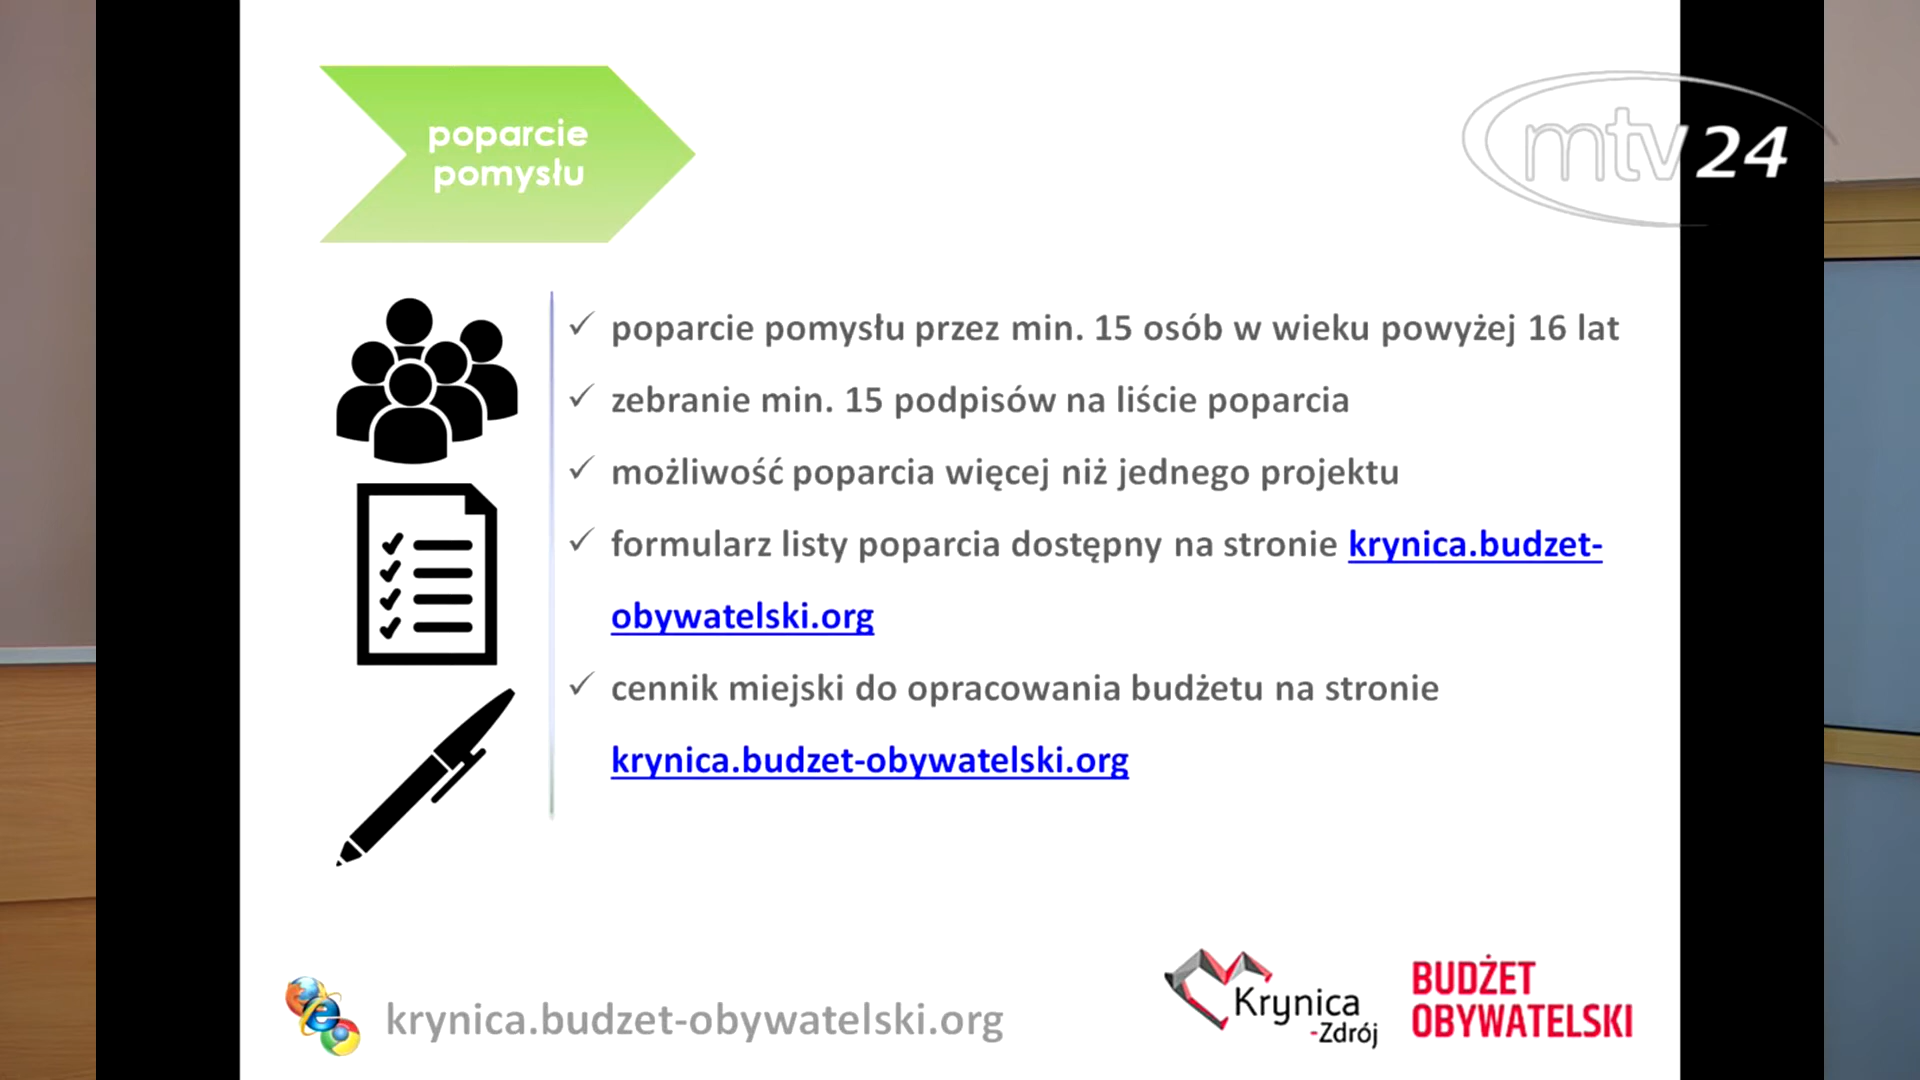 poparcie
pomysłu
mtv24
poparcie pomysłu przez min. 15 osób w wieku powyżej 16 lat
zebranie min. 15 podpisów na liście poparcia
możliwość poparcia więcej niż jednego projektu
formularz listy poparcia dostępny na stronie krynica.budzet-
obywatelski.org
cennik miejski do opracowania budżetu na stronie
krynica.budzet-obywatelski.org
krynica.budzet-obywatelski.org
Krynica
-Zdrój
BUDŻET
OBYWATELSKI